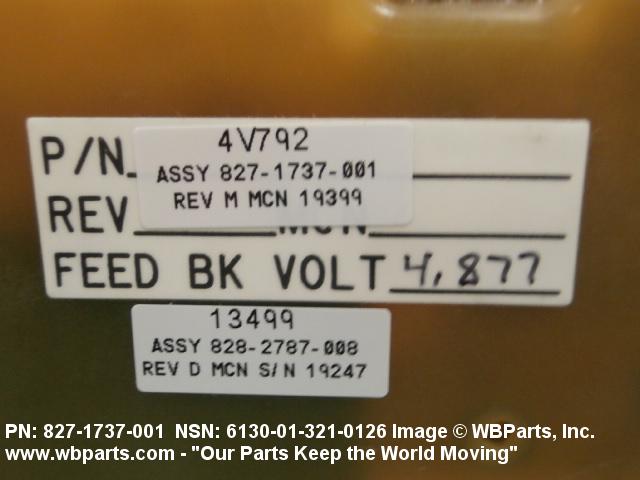 4V792
P/N ASSY 827-1737-001
REV REV M MCN 19399
FEED BK VOLT 4.877
13499
ASSY 828-2787-008
REV D MCN S/N 19247
PN: 827-1737-001 NSN: 6130-01-321-0126 Image © WBParts, Inc.
www.wbparts.com - "Our Parts Keep the World Moving"